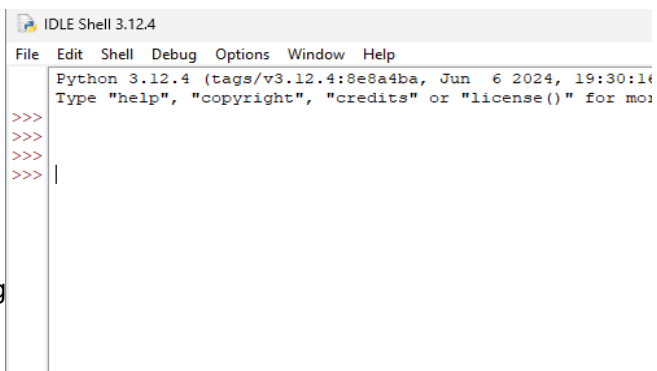 IDLE Shell 3.12.4
File Edit Shell Debug Options Window Help
Python 3.12.4 (tags/v3.12.4:8e8a4ba, Jun  6 2024, 19:30:16
Type "help", "copyright", "credits" or "license()" for mor
>>>
>>>
>>>
>>>
g